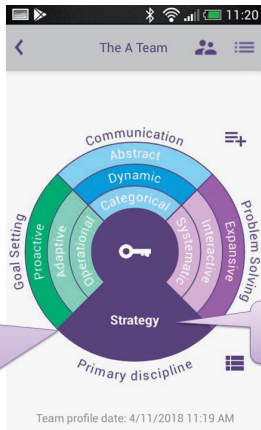 11:20
The A Team
Communication
Abstract
Dynamic
Categorical
Goal Setting
Proactive
Adaptive
Operational
Systematic
Interactive
Expansive
Problem Solving
Strategy
Primary discipline
Team profile date: 4/11/2018 11:19 AM